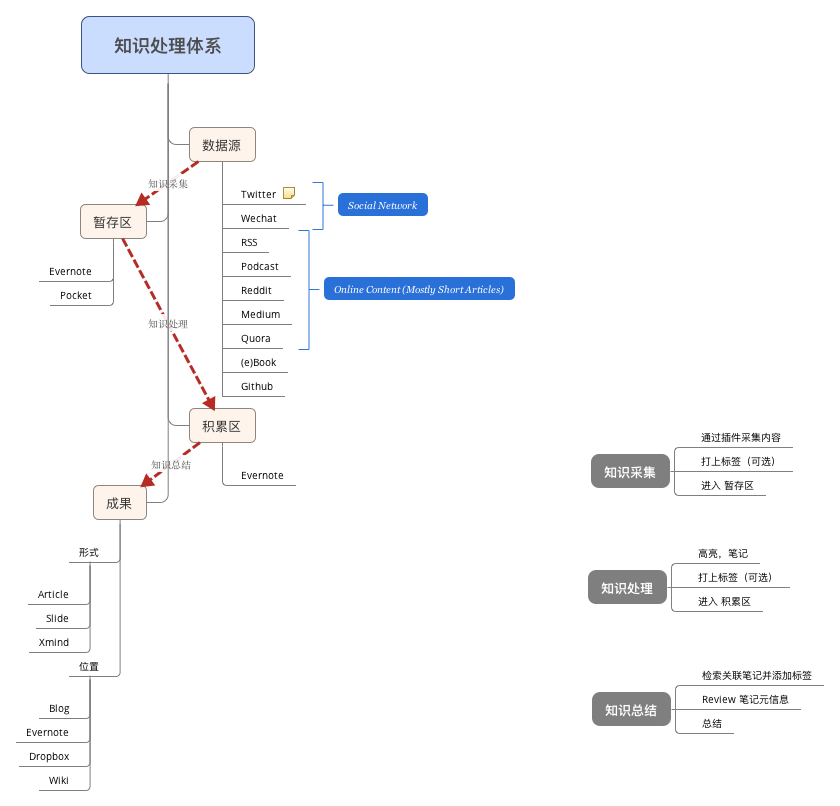 知识处理体系
数据源
知识采集
Twitter
Social Network
暂存区
Wechat
RSS
Evernote
Podcast
Pocket
Reddit
Online Content (Mostly Short Articles)
Medium
知识处理
Quora
(e)Book
Github
积累区
知识总结
Evernote
成果
形式
Article
Slide
Xmind
位置
Blog
Evernote
Dropbox
Wiki
知识采集
通过插件采集内容
打上标签（可选）
进入 暂存区
知识处理
高亮，笔记
打上标签（可选）
进入 积累区
知识总结
检索关联笔记并添加标签
Review 笔记元信息
总结